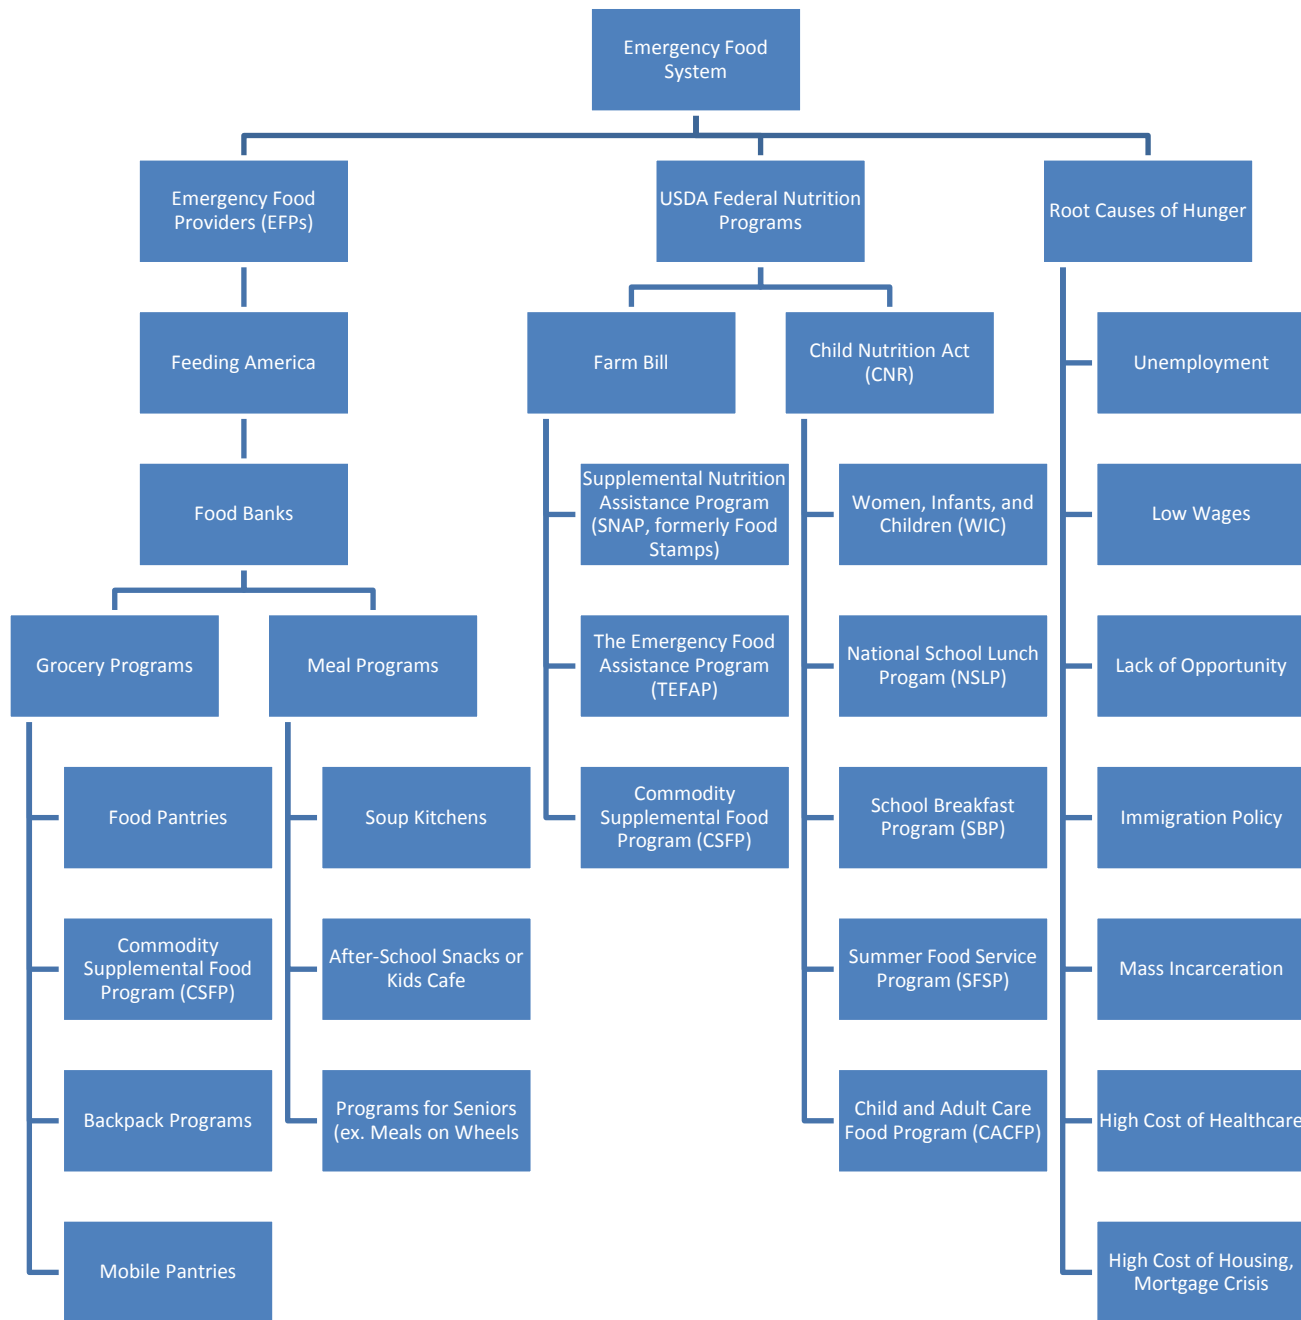 Emergency Food
System
Emergency Food
Providers (EFPs)
Feeding America
Food Banks
Grocery Programs
Food Pantries
Commodity
Supplemental Food
Program (CSFP)
Backpack Programs
Mobile Pantries
Meal Programs
Soup Kitchens
After-School Snacks or
Kids Cafe
Programs for Seniors
(ex. Meals on Wheels
USDA Federal Nutrition
Programs
Farm Bill
Supplemental Nutrition
Assistance Program
(SNAP, formerly Food
Stamps)
The Emergency Food
Assistance Program
(TEFAP)
Commodity
Supplemental Food
Program (CSFP)
Child Nutrition Act
(CNR)
Women, Infants, and
Children (WIC)
National School Lunch
Progam (NSLP)
School Breakfast
Program (SBP)
Summer Food Service
Program (SFSP)
Child and Adult Care
Food Program (CACFP)
Root Causes of Hunger
Unemployment
Low Wages
Lack of Opportunity
Immigration Policy
Mass Incarceration
High Cost of Healthcare
High Cost of Housing,
Mortgage Crisis